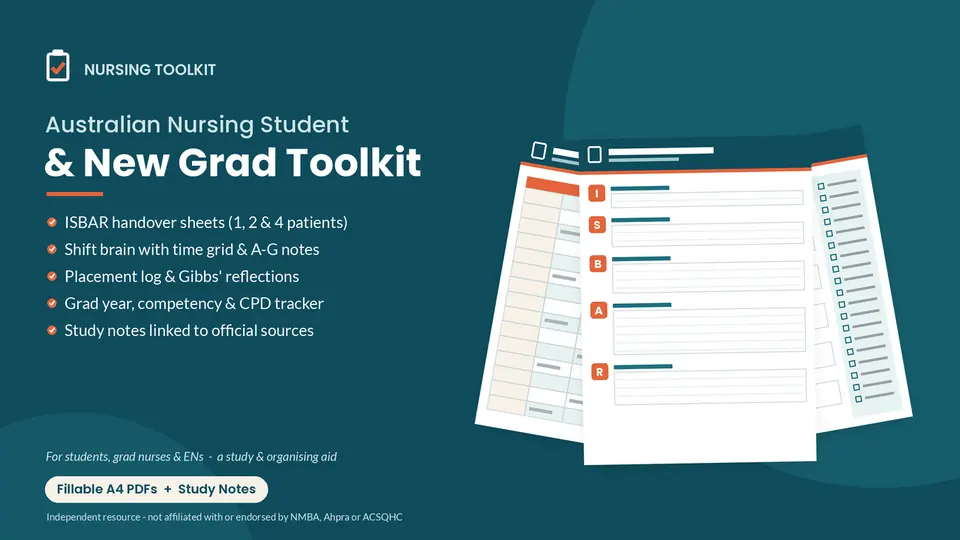 NURSING TOOLKIT
Australian Nursing Student
& New Grad Toolkit
ISBAR handover sheets (1, 2 & 4 patients)
Shift brain with time grid & A-G notes
Placement log & Gibbs' reflections
Grad year, competency & CPD tracker
Study notes linked to official sources
For students, grad nurses & ENs - a study & organising aid
Fillable A4 PDFs + Study Notes
Independent resource - not affiliated with or endorsed by NMBA, Ahpra or ACSQHC
I
S
B
A
R